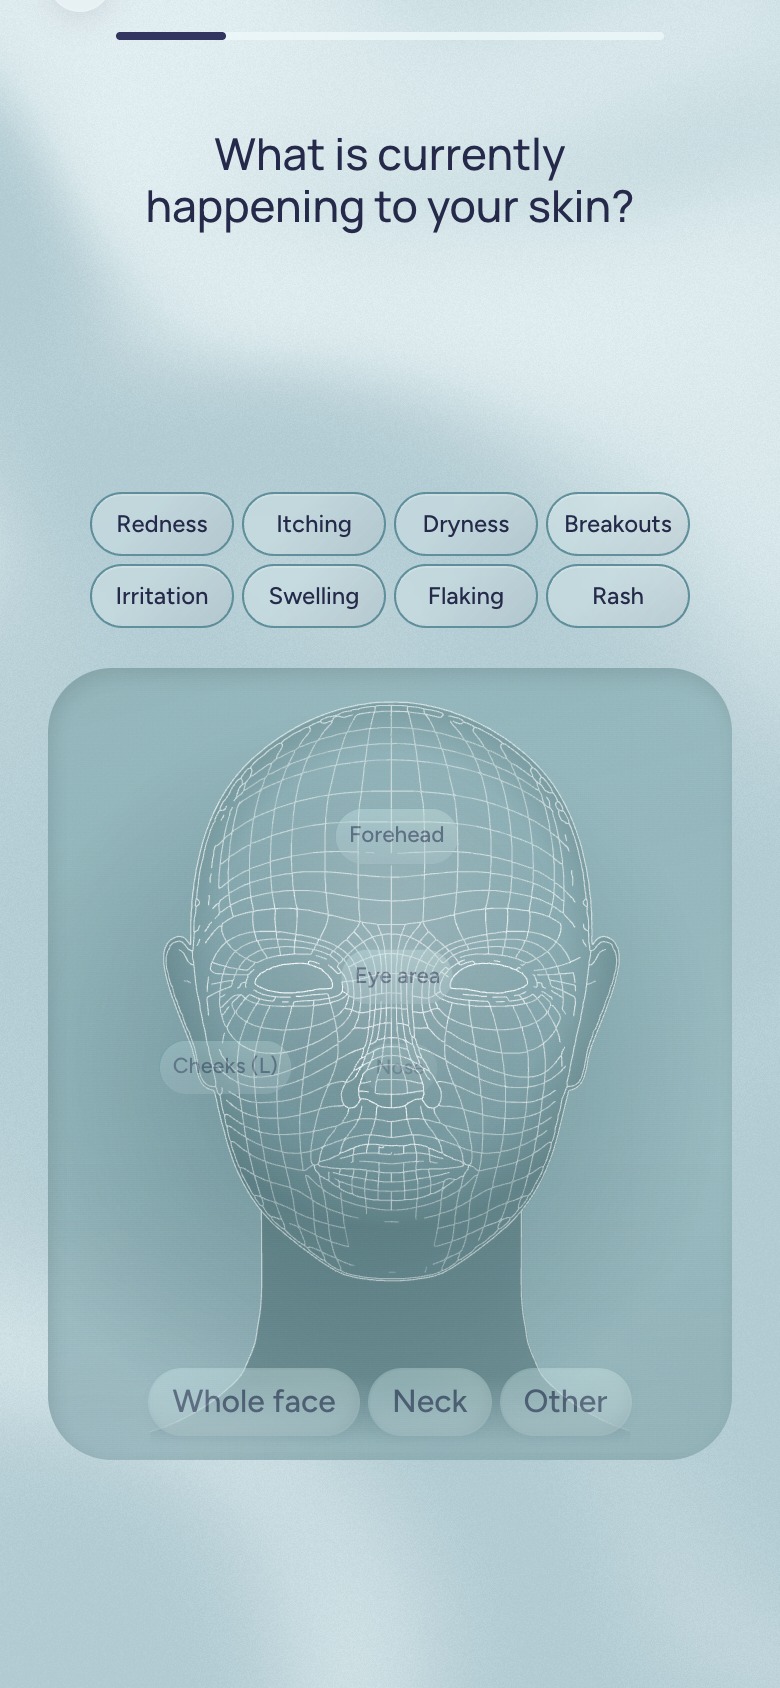 What is currently
happening to your skin?
Redness Itching Dryness Breakouts
Irritation Swelling Flaking Rash
Forehead
Eye area
Cheeks (L) Nose
Whole face Neck Other